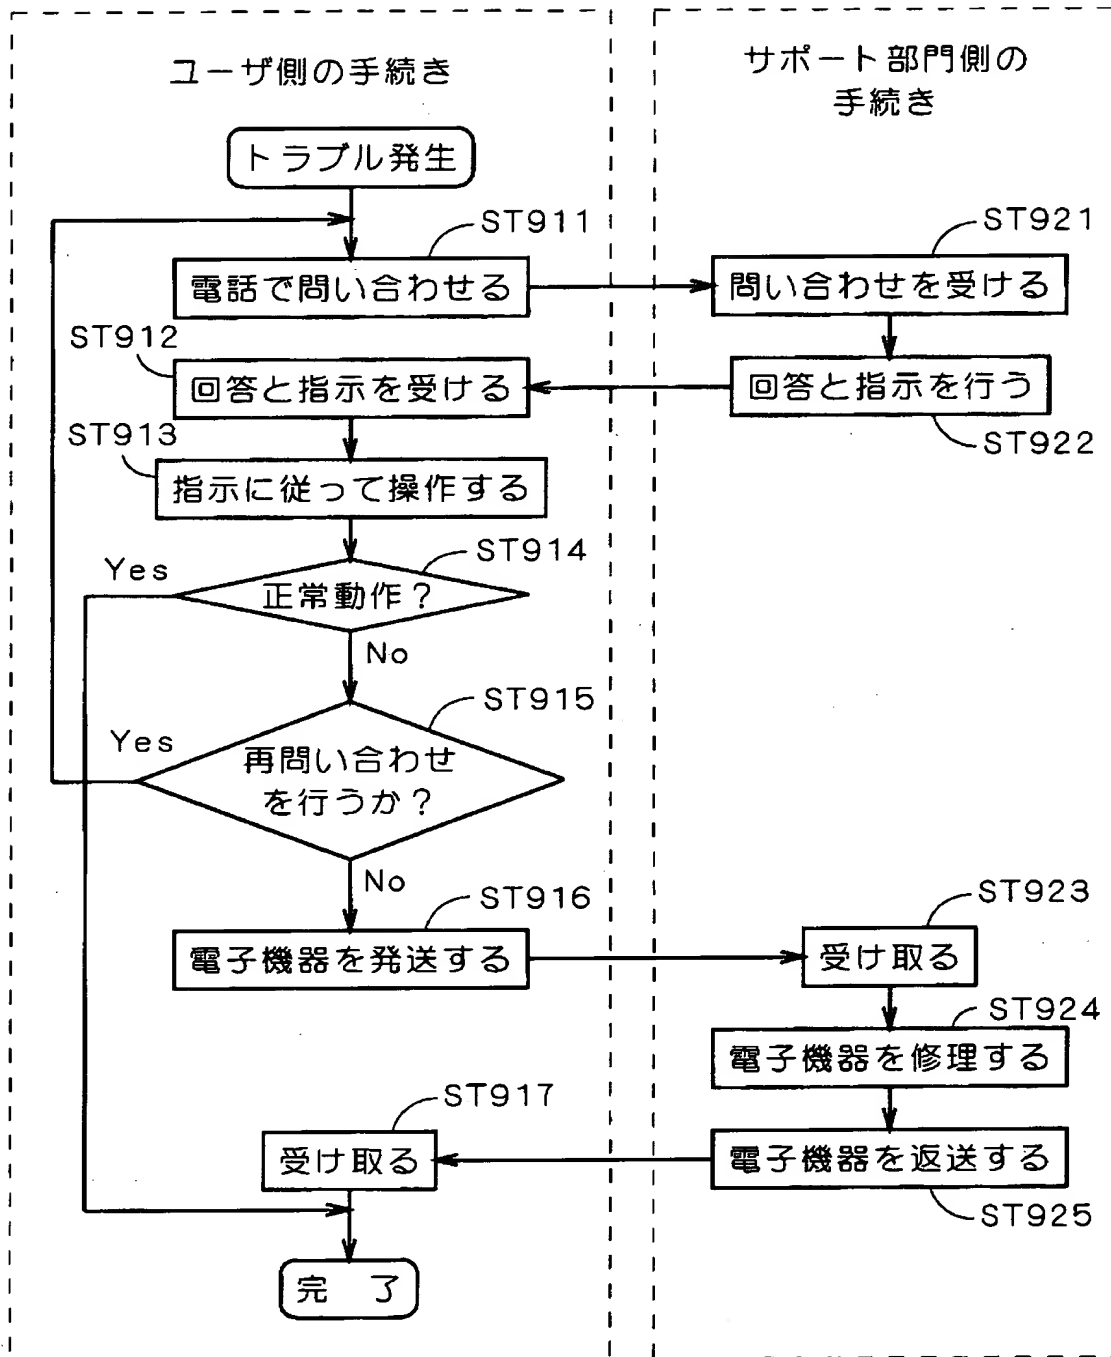 ユーザ側の手続き
サポート部門側の
手続き
トラブル発生
ST911
ST921
電話で問い合わせる
問い合わせを受ける
ST912
回答と指示を受ける
回答と指示を行う
ST913
ST922
指示に従って操作する
ST914
Yes
正常動作？
No
ST915
Yes
再問い合わせ
を行うか？
No
ST916
ST923
電子機器を発送する
受け取る
ST924
電子機器を修理する
ST917
受け取る
電子機器を返送する
ST925
完　了